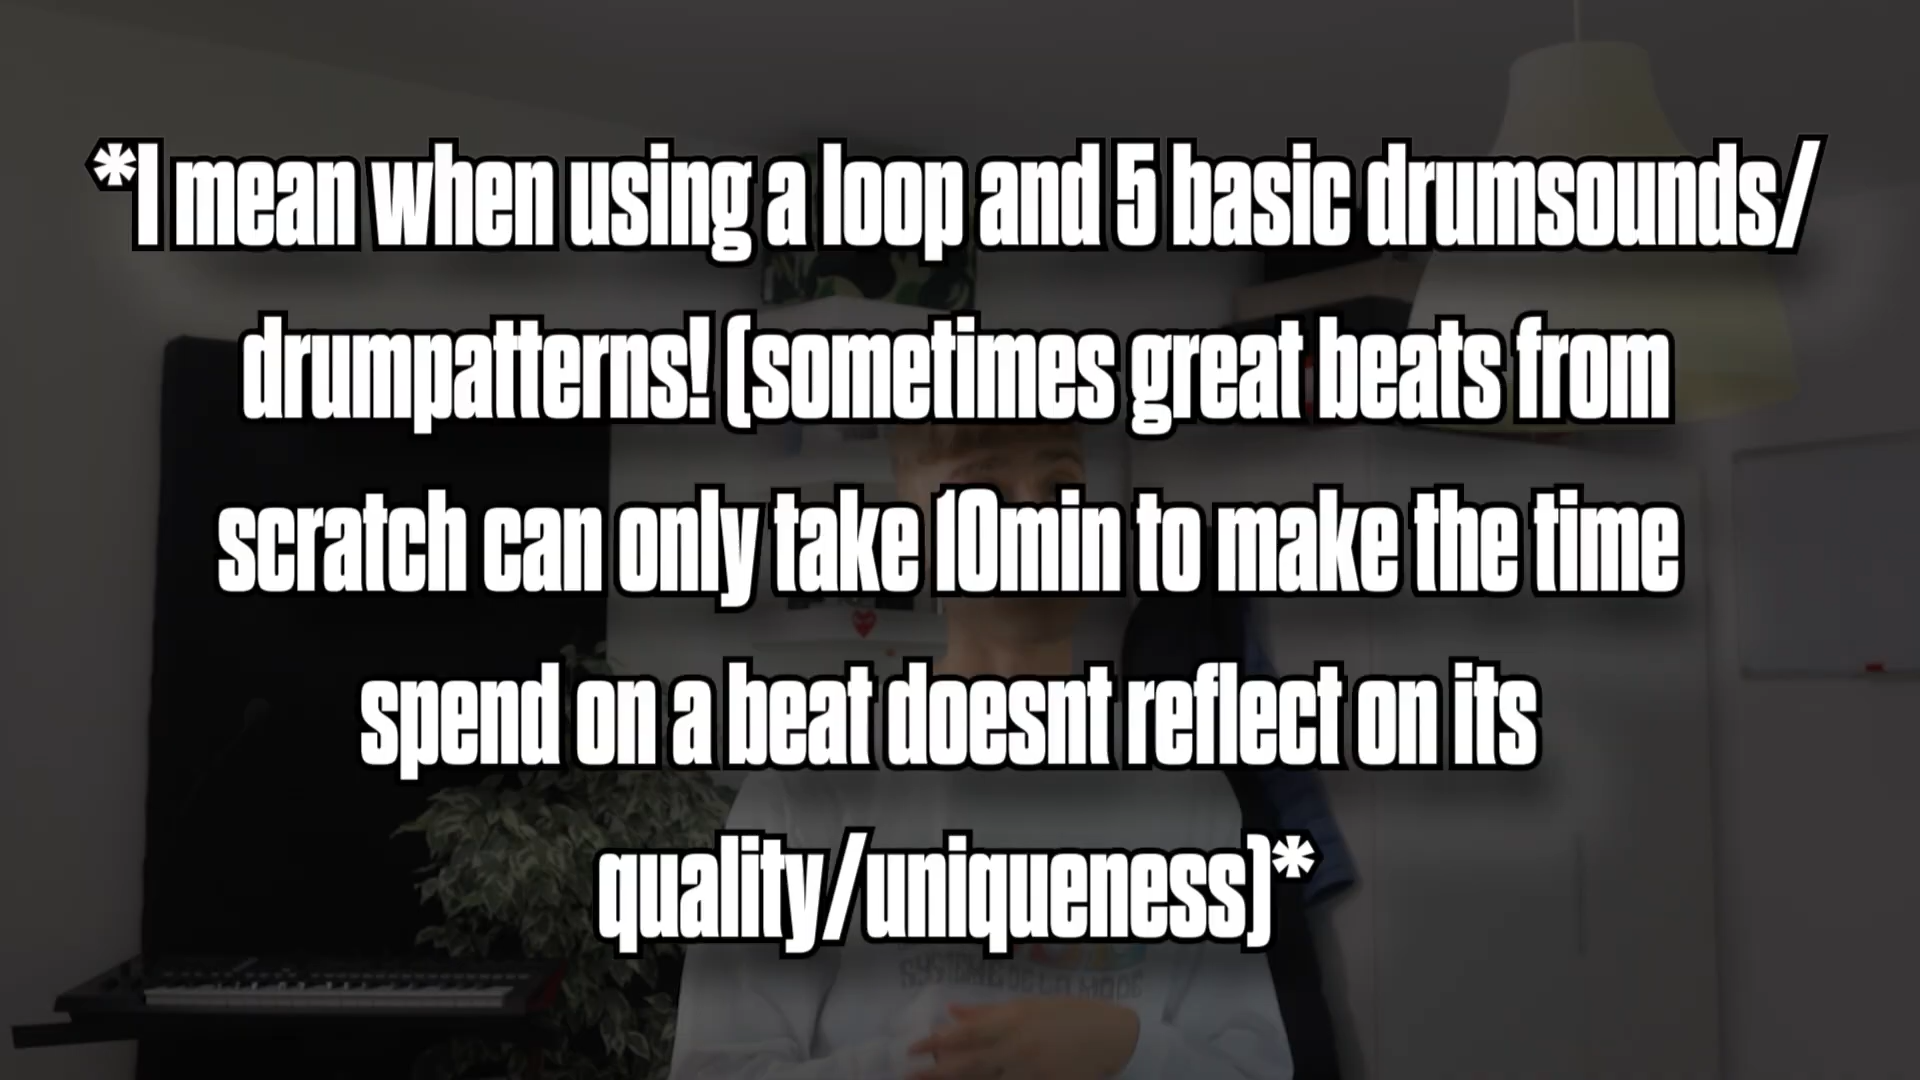 *I mean when using a loop and 5 basic drumsounds/
drumpatterns! (sometimes great beats from
scratch can only take 10min to make the time
spend on a beat doesnt reflect on its
quality/uniqueness)*